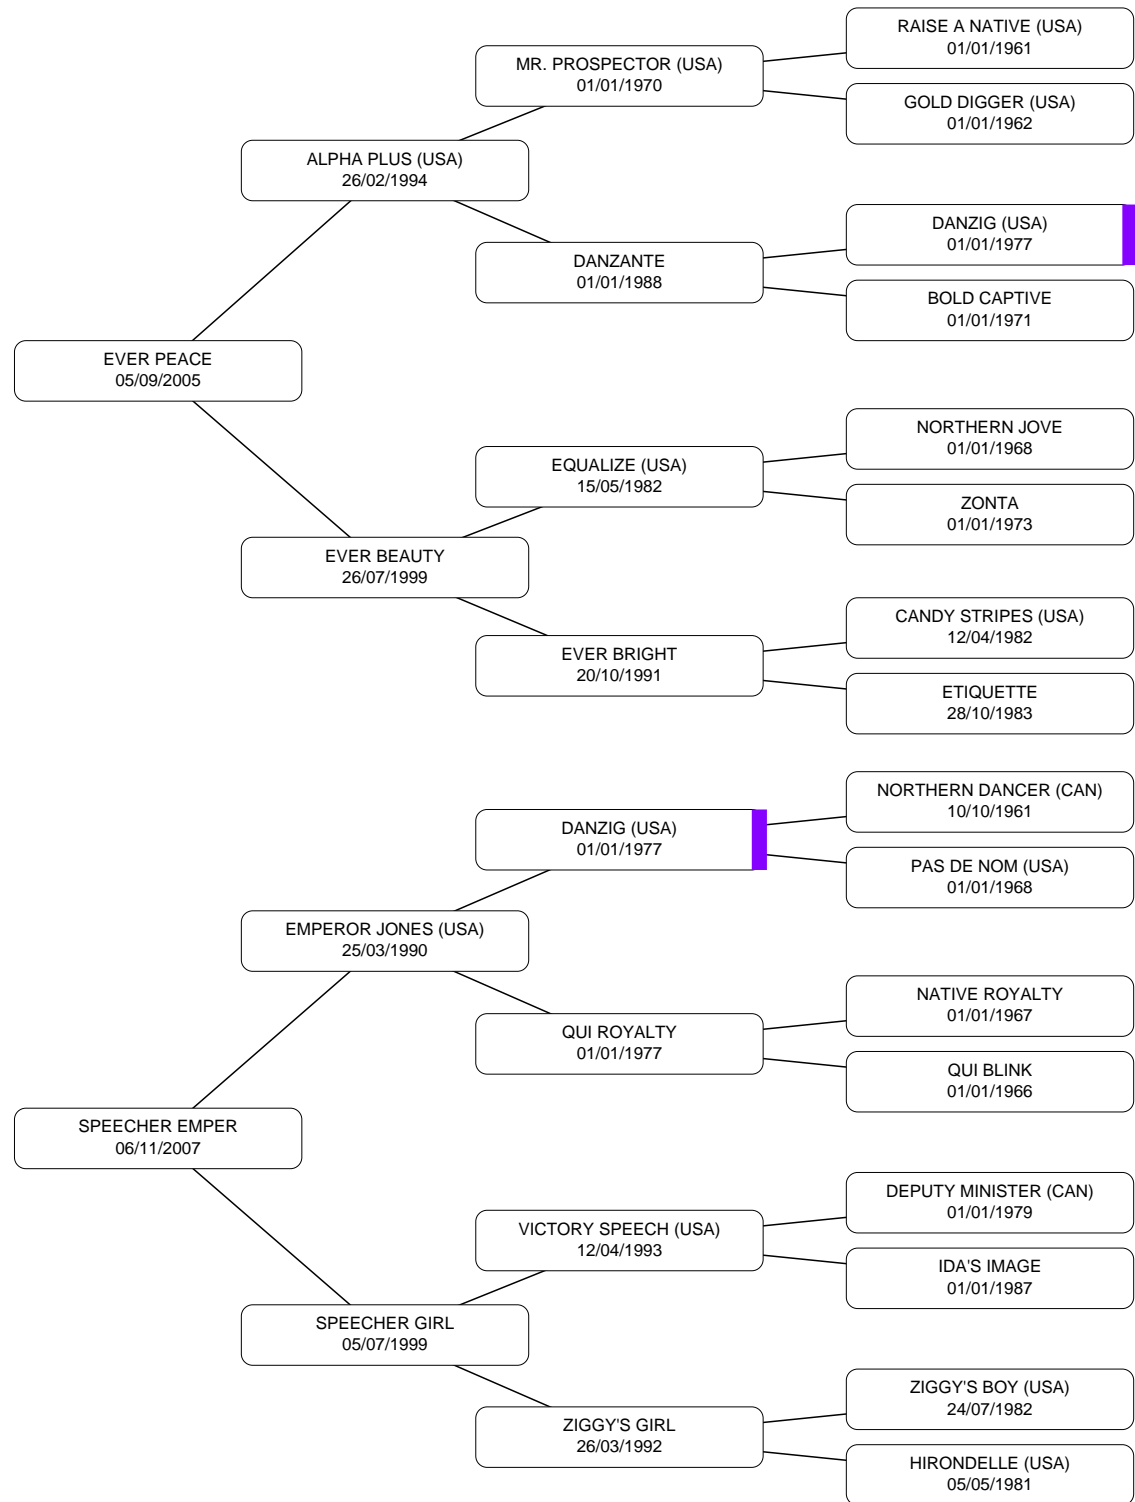 RAISE A NATIVE (USA)
01/01/1961
MR. PROSPECTOR (USA)
01/01/1970
GOLD DIGGER (USA)
01/01/1962
ALPHA PLUS (USA)
26/02/1994
DANZIG (USA)
01/01/1977
DANZANTE
01/01/1988
BOLD CAPTIVE
01/01/1971
EVER PEACE
05/09/2005
NORTHERN JOVE
01/01/1968
EQUALIZE (USA)
15/05/1982
ZONTA
01/01/1973
EVER BEAUTY
26/07/1999
CANDY STRIPES (USA)
12/04/1982
EVER BRIGHT
20/10/1991
ETIQUETTE
28/10/1983
NORTHERN DANCER (CAN)
10/10/1961
DANZIG (USA)
01/01/1977
PAS DE NOM (USA)
01/01/1968
EMPEROR JONES (USA)
25/03/1990
NATIVE ROYALTY
01/01/1967
QUI ROYALTY
01/01/1977
QUI BLINK
01/01/1966
SPEECHER EMPER
06/11/2007
DEPUTY MINISTER (CAN)
01/01/1979
VICTORY SPEECH (USA)
12/04/1993
IDA'S IMAGE
01/01/1987
SPEECHER GIRL
05/07/1999
ZIGGY'S BOY (USA)
24/07/1982
ZIGGY'S GIRL
26/03/1992
HIRONDELLE (USA)
05/05/1981